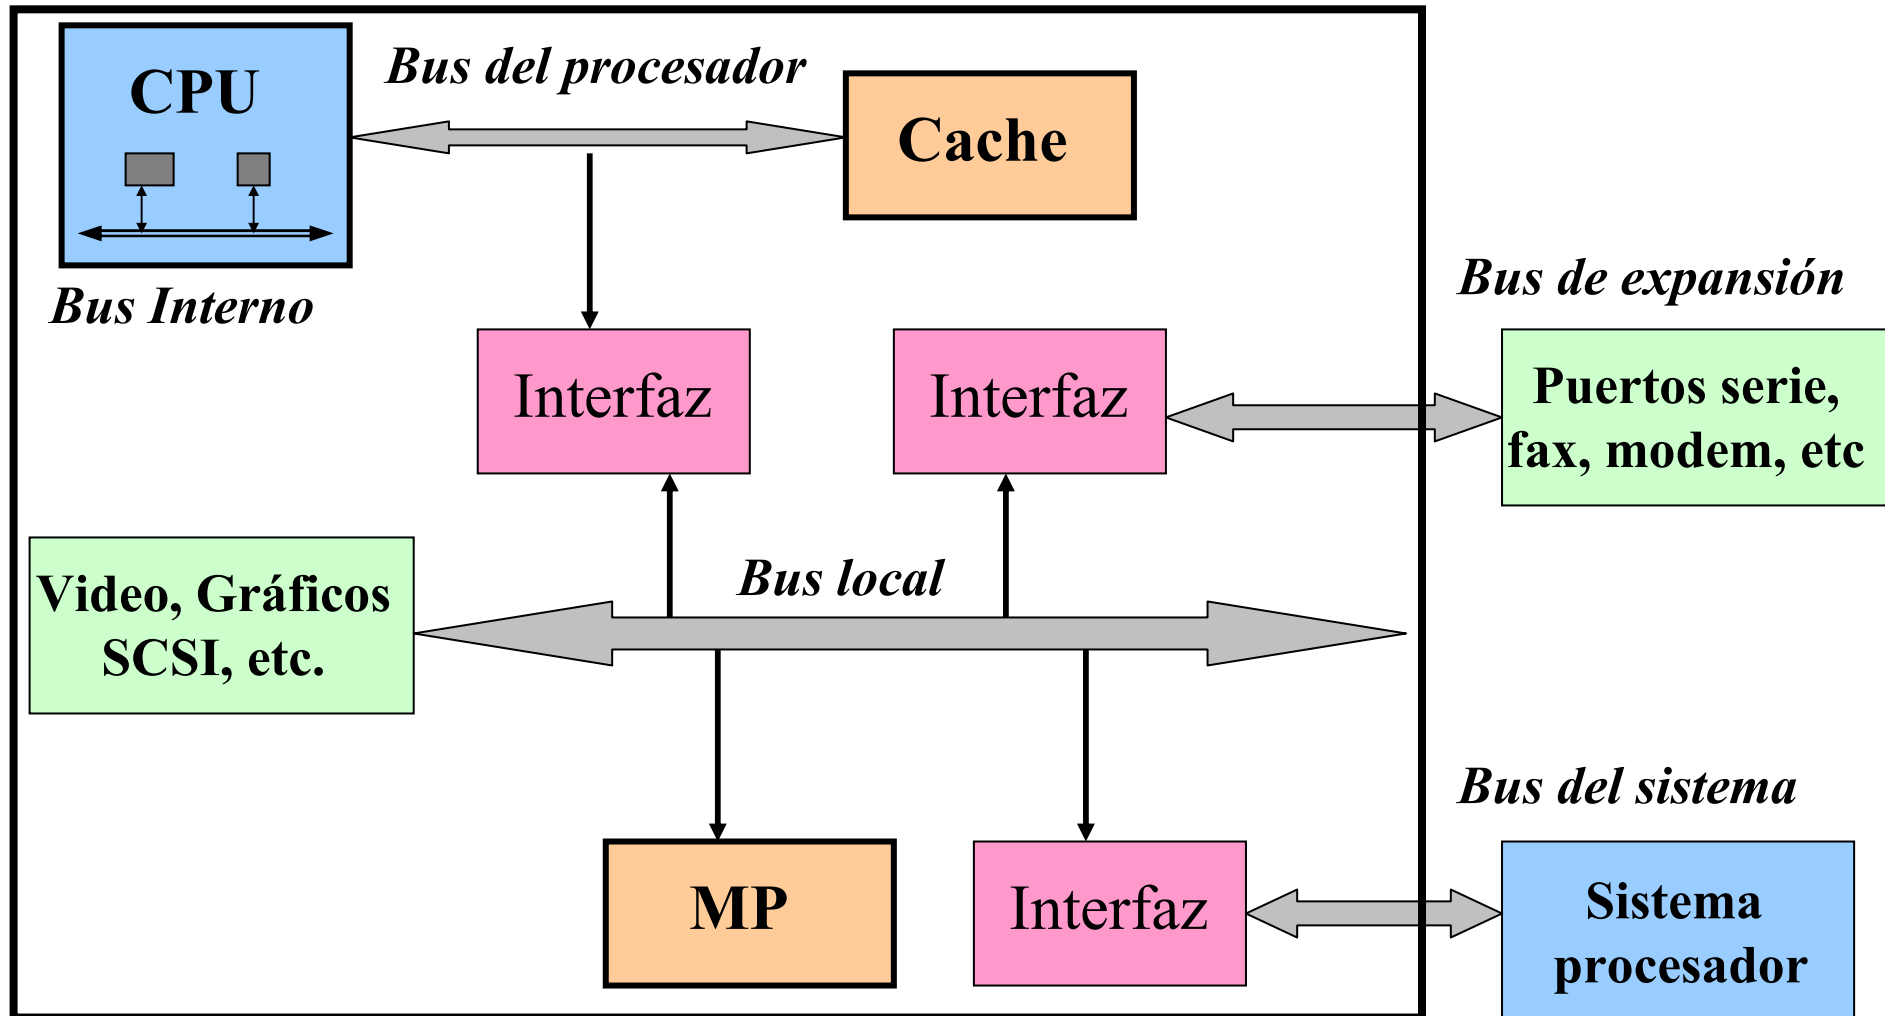 CPU
Bus del procesador
Cache
Bus Interno
Bus de expansión
Interfaz
Interfaz
Puertos serie,
fax, modem, etc
Video, Gráficos
SCSI, etc.
Bus local
Bus del sistema
MP
Interfaz
Sistema
procesador